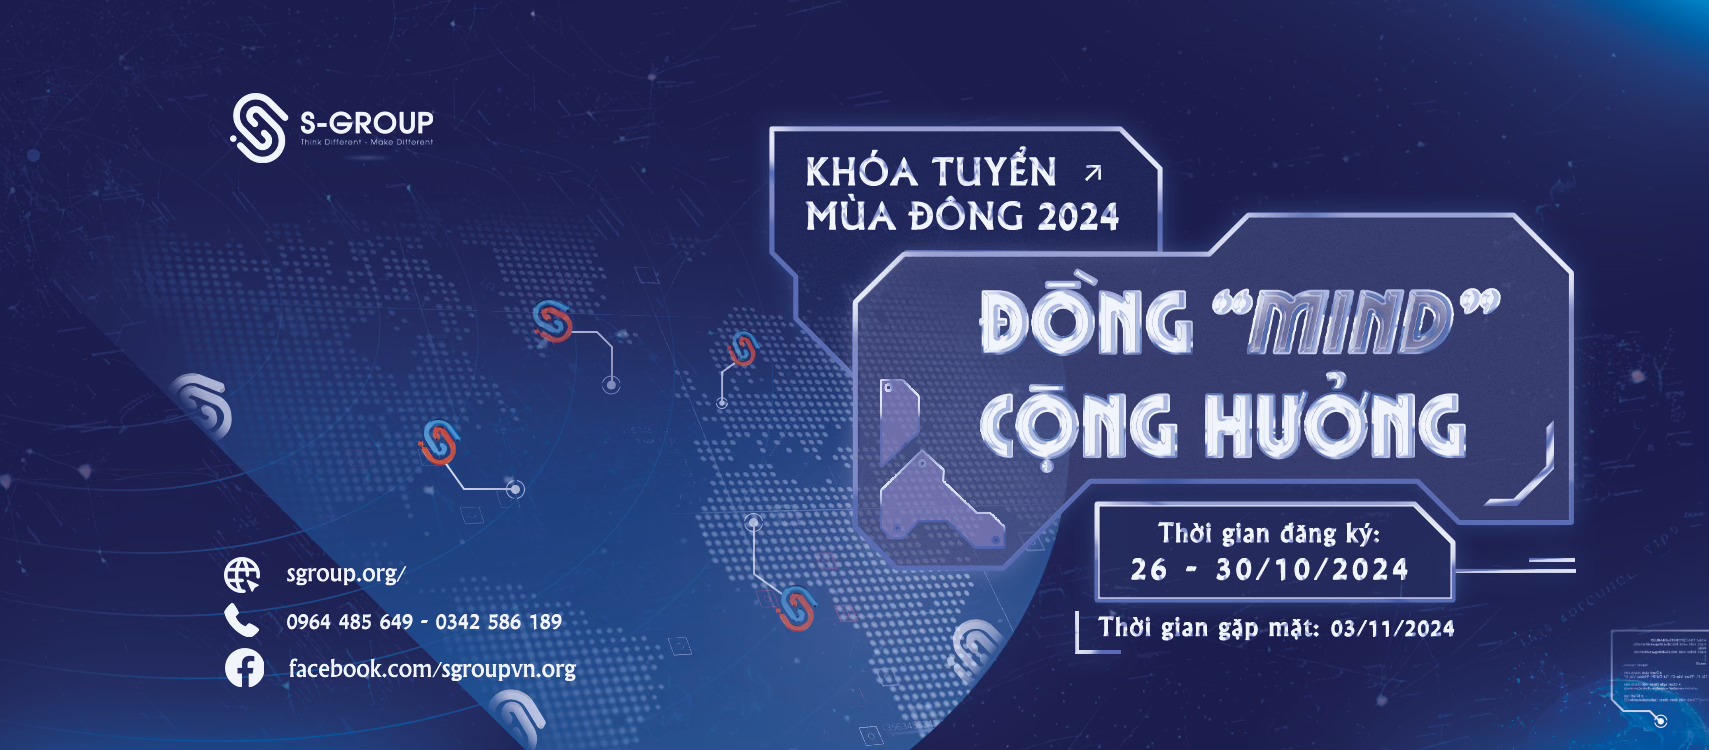 S-GROUP
Think Different - Make Different
KHÓA TUYỂN
MÙA ĐÔNG 2024
ĐỒNG “MIND”
CỘNG HƯỞNG
Thời gian đăng ký:
26 - 30/10/2024
Thời gian gặp mặt: 03/11/2024
sgroup.org/
0964 485 649 - 0342 586 189
facebook.com/sgroupvn.org